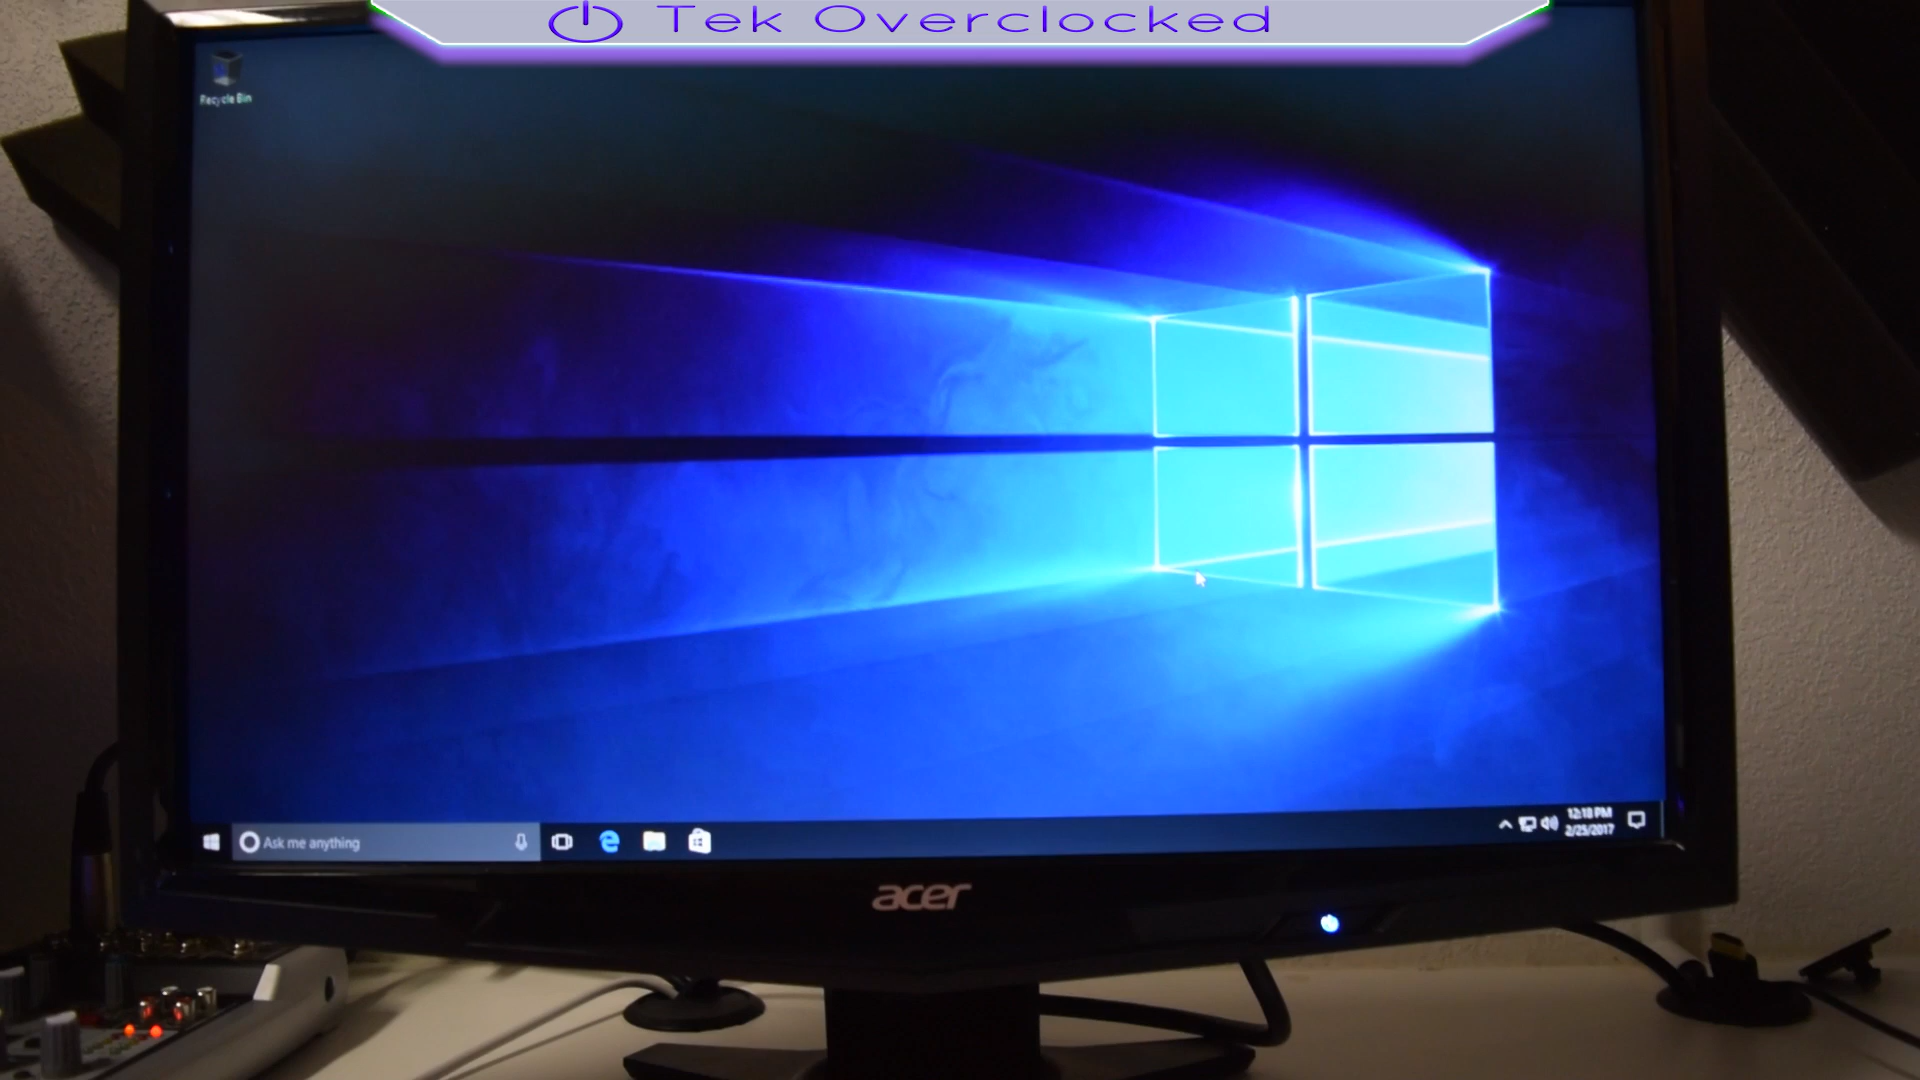 Tek Overclocked
Recycle Bin
Ask me anything
12:18 PM
2/25/2017
acer